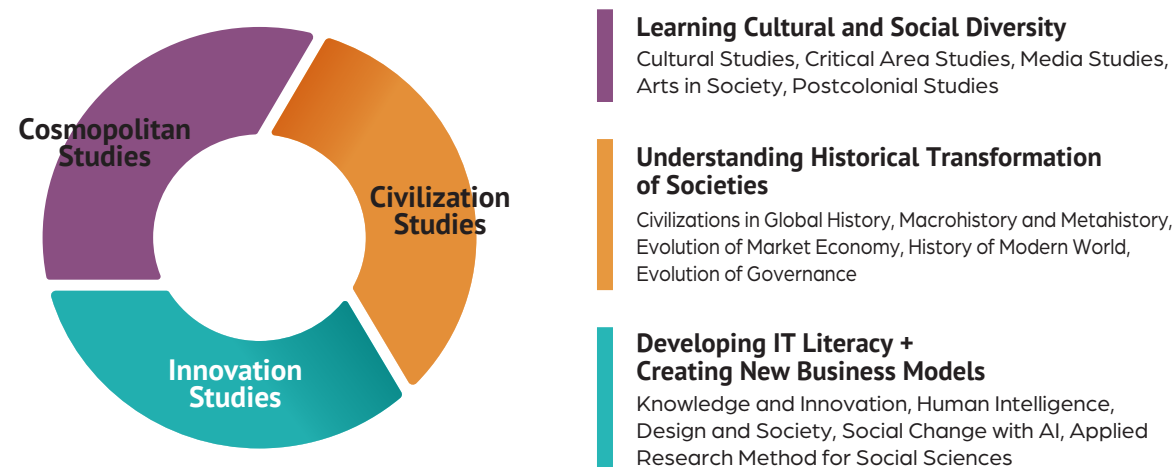 Cosmopolitan
Studies
Civilization
Studies
Innovation
Studies
Learning Cultural and Social Diversity
Cultural Studies, Critical Area Studies, Media Studies,
Arts in Society, Postcolonial Studies
Understanding Historical Transformation
of Societies
Civilizations in Global History, Macrohistory and Metahistory,
Evolution of Market Economy, History of Modern World,
Evolution of Governance
Developing IT Literacy +
Creating New Business Models
Knowledge and Innovation, Human Intelligence,
Design and Society, Social Change with AI, Applied
Research Method for Social Sciences